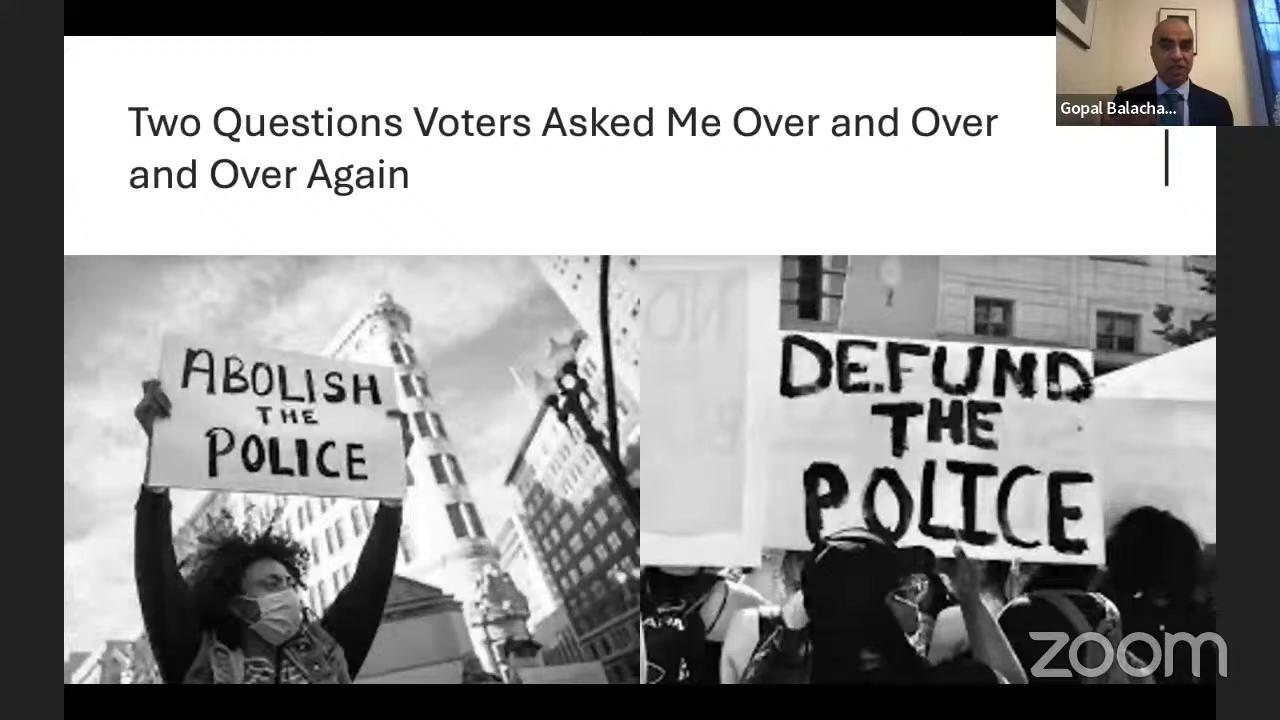 Two Questions Voters Asked Me Over and Over
and Over Again
Gopal Balacha...
ABOLISH
THE
POLICE
DEFUND
THE
POLICE
zoom